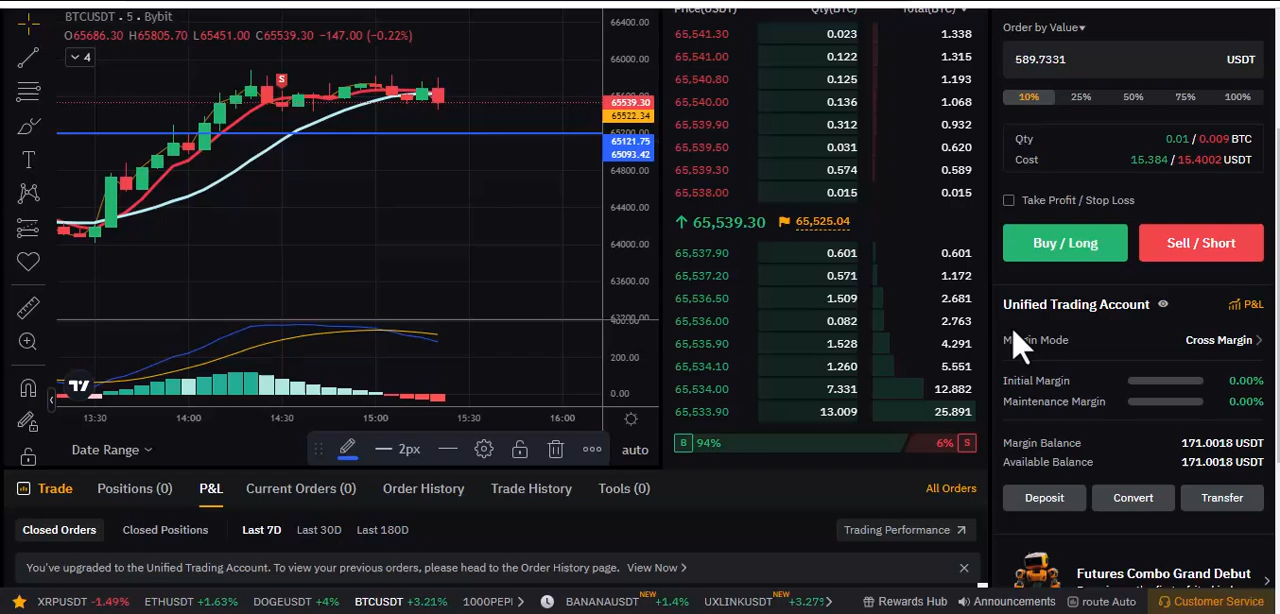 BTCUSDT · 5 · Bybit
O65686.30 H65805.70 L65451.00 C65539.30 −147.00 (−0.22%)
4
66400.00
66000.00
65539.30
65522.34
65121.75
65093.42
64800.00
64400.00
64000.00
63600.00
200.00
0.00
13:30 14:00 14:30 15:00 15:30 16:00
S
Date Range
2px
auto
Price(USDT) Qty(BTC) Total(BTC)
65,541.30 0.023 1.338
65,541.00 0.122 1.315
65,540.80 0.125 1.193
65,540.00 0.136 1.068
65,539.90 0.312 0.932
65,539.50 0.031 0.620
65,539.30 0.574 0.589
65,538.00 0.015 0.015
65,539.30 65,525.04
65,537.90 0.601 0.601
65,537.20 0.571 1.172
65,536.50 1.509 2.681
65,536.00 0.082 2.763
65,535.90 1.528 4.291
65,534.10 1.260 5.551
65,534.00 7.331 12.882
65,533.90 13.009 25.891
B 94% 6% S
Order by Value
589.7331 USDT
10% 25% 50% 75% 100%
Qty 0.01 / 0.009 BTC
Cost 15.384 / 15.4002 USDT
Take Profit / Stop Loss
Buy / Long Sell / Short
Unified Trading Account P&L
Mode Cross Margin
Initial Margin 0.00%
Maintenance Margin 0.00%
Margin Balance 171.0018 USDT
Available Balance 171.0018 USDT
Deposit Convert Transfer
Futures Combo Grand Debut
Trade Positions (0) P&L Current Orders (0) Order History Trade History Tools (0) All Orders
Closed Orders Closed Positions Last 7D Last 30D Last 180D Trading Performance
You've upgraded to the Unified Trading Account. To view your previous orders, please head to the Order History page. View Now
XRPUSDT -1.49% ETHUSDT +1.63% DOGEUSDT +4% BTCUSDT +3.21% 1000PEPI BANANAUSDT NEW +1.4% UXLINKUSDT NEW +3.27% Rewards Hub Announcements route Auto Customer Service